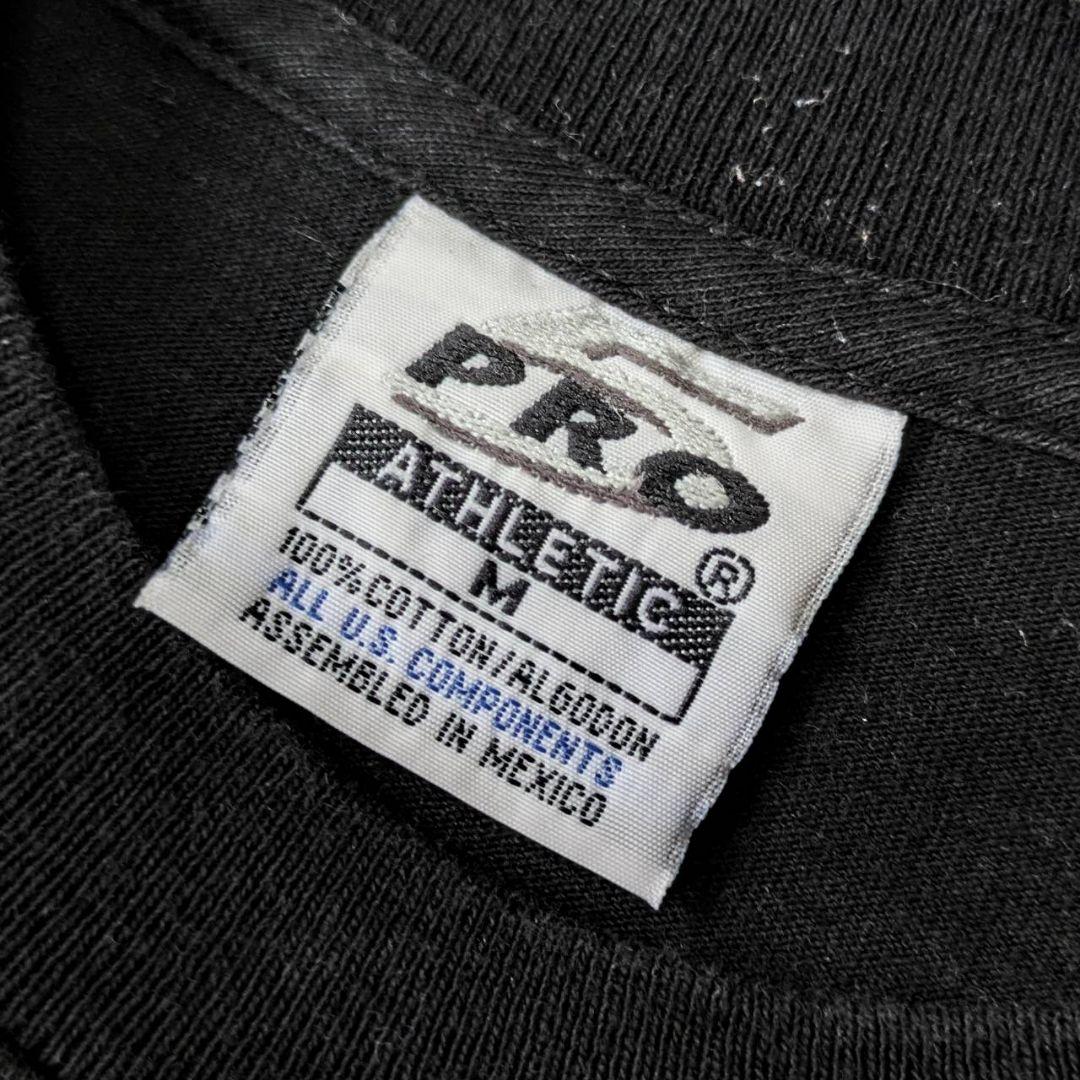 PRO
ATHLETIC ®
M
100% COTTON/ALGODON
ALL U.S. COMPONENTS
ASSEMBLED IN MEXICO